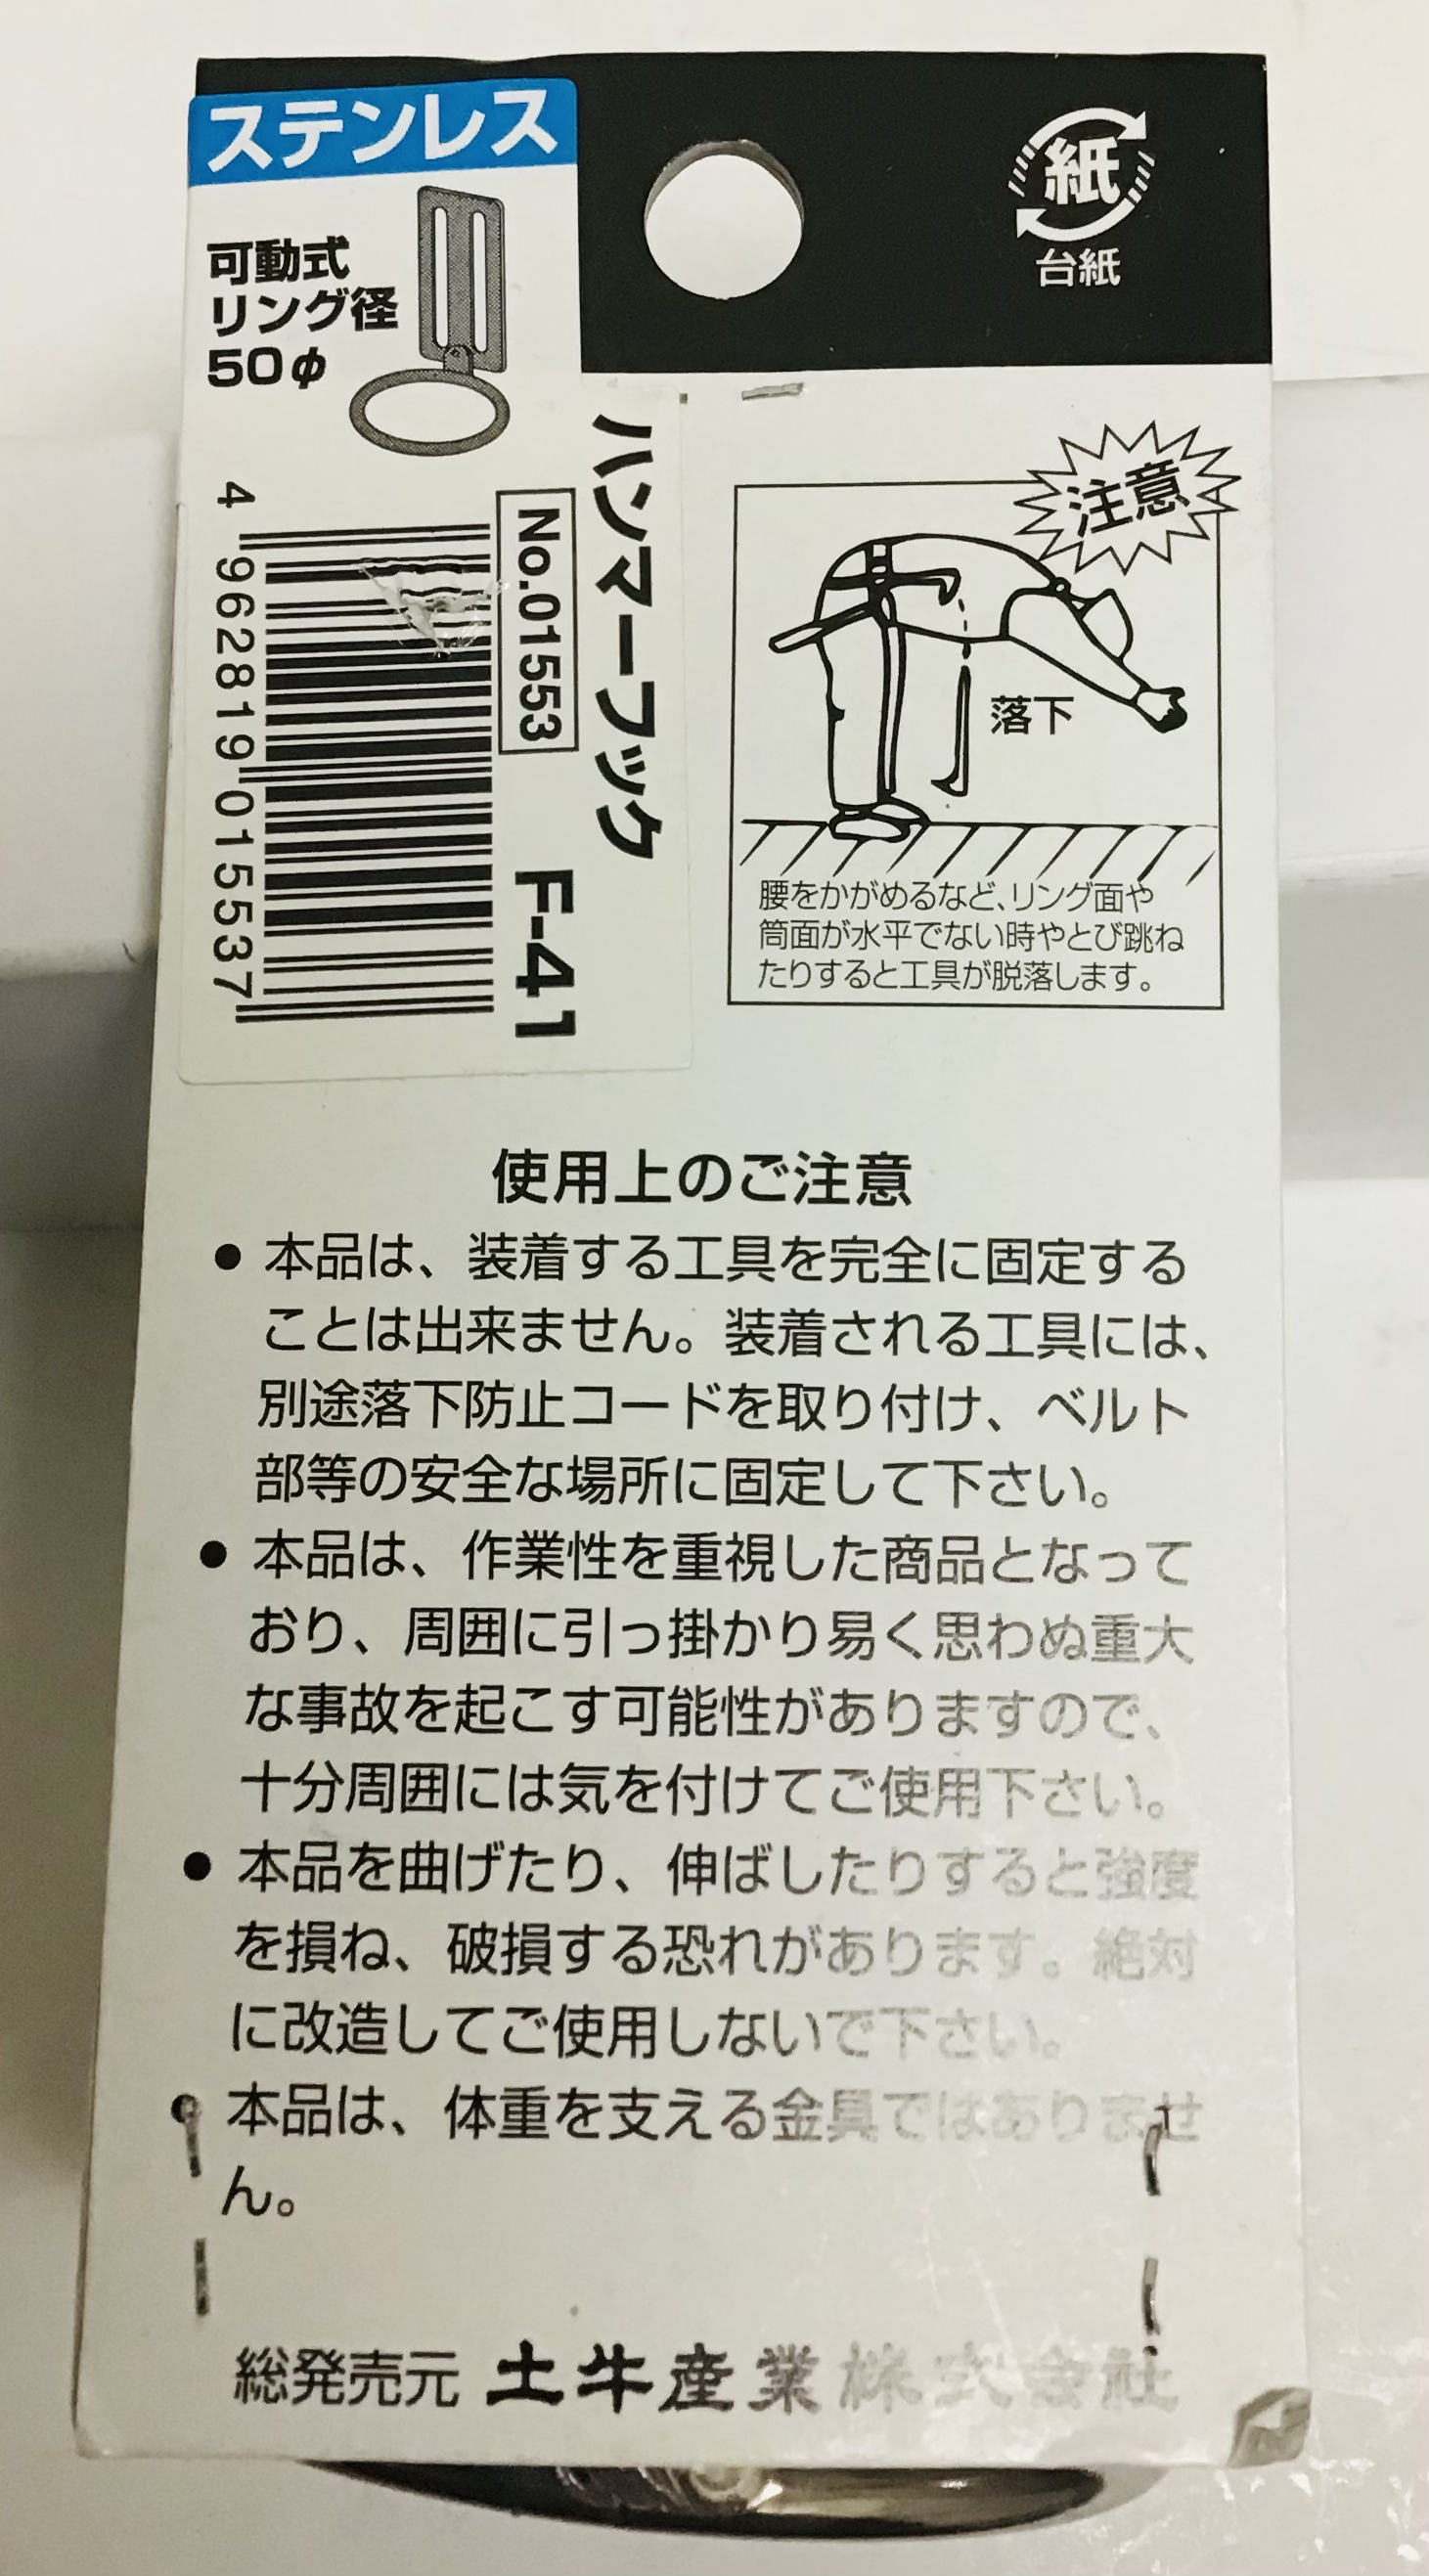 ステンレス
紙
台紙
可動式
リング径
50φ
ハンマーフック
No.01553
F-41
4 962819 015537
注意
落下
腰をかがめるなど、リング面や
筒面が水平でない時やとび跳ね
たりすると工具が脱落します。
使用上のご注意
● 本品は、装着する工具を完全に固定する
ことは出来ません。装着される工具には、
別途落下防止コードを取り付け、ベルト
部等の安全な場所に固定して下さい。
● 本品は、作業性を重視した商品となって
おり、周囲に引っ掛かり易く思わぬ重大
な事故を起こす可能性がありますので、
十分周囲には気を付けてご使用下さい。
● 本品を曲げたり、伸ばしたりすると強度
を損ね、破損する恐れがあります。絶対
に改造してご使用しないで下さい。
● 本品は、体重を支える金具ではありませ
ん。
総発売元 土牛産業株式会社